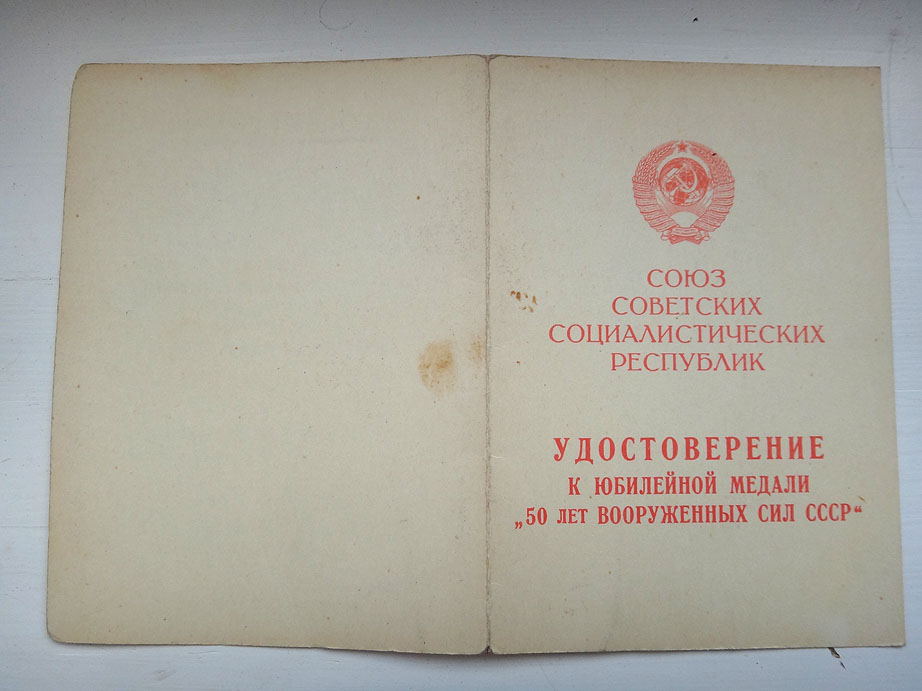 СОЮЗ
СОВЕТСКИХ
СОЦИАЛИСТИЧЕСКИХ
РЕСПУБЛИК
УДОСТОВЕРЕНИЕ
К ЮБИЛЕЙНОЙ МЕДАЛИ
„50 ЛЕТ ВООРУЖЕННЫХ СИЛ СССР“